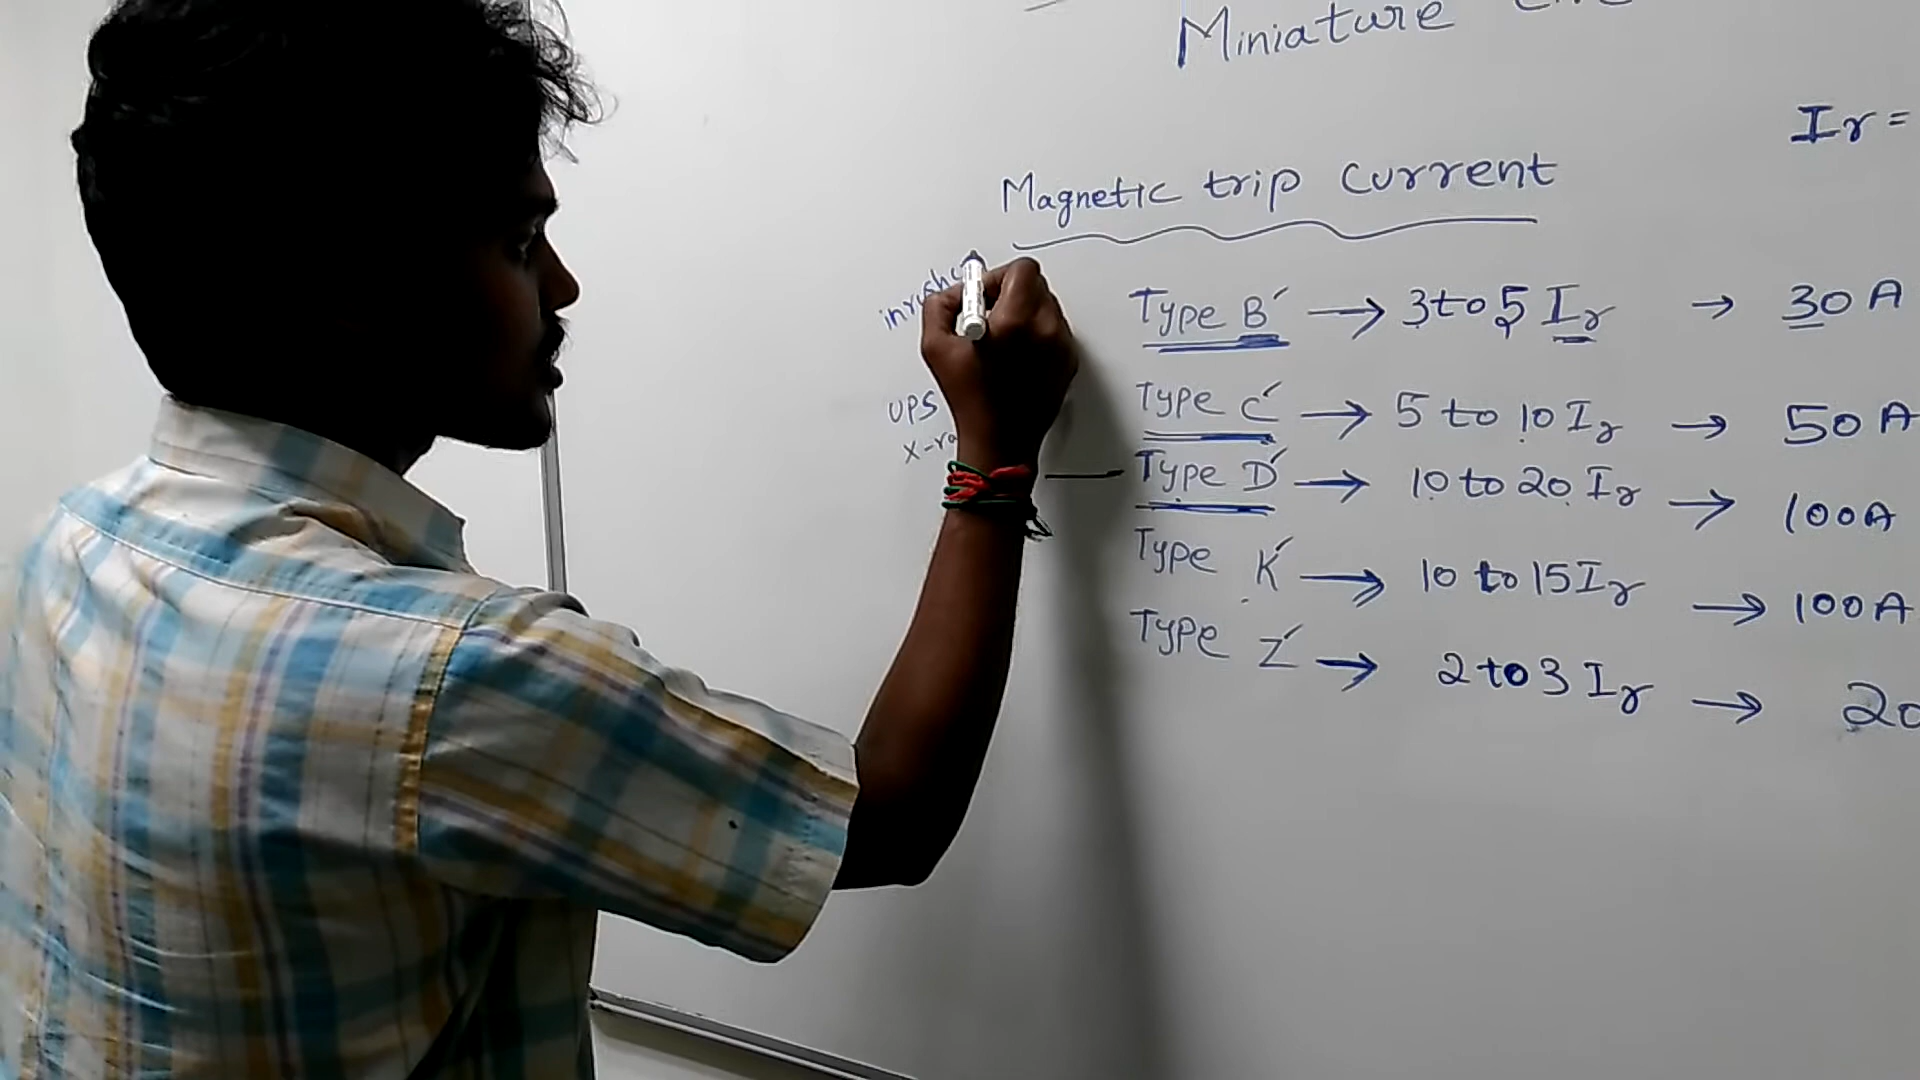 Miniature
Ir =
Magnetic trip current
Type B → 3 to 5 Ir → 30 A
Type C → 5 to 10 Ir → 50 A
UPS
Type D → 10 to 20 Ir → 100A
Type K → 10 to 15 Ir → 100A
Type Z → 2 to 3 Ir → 20